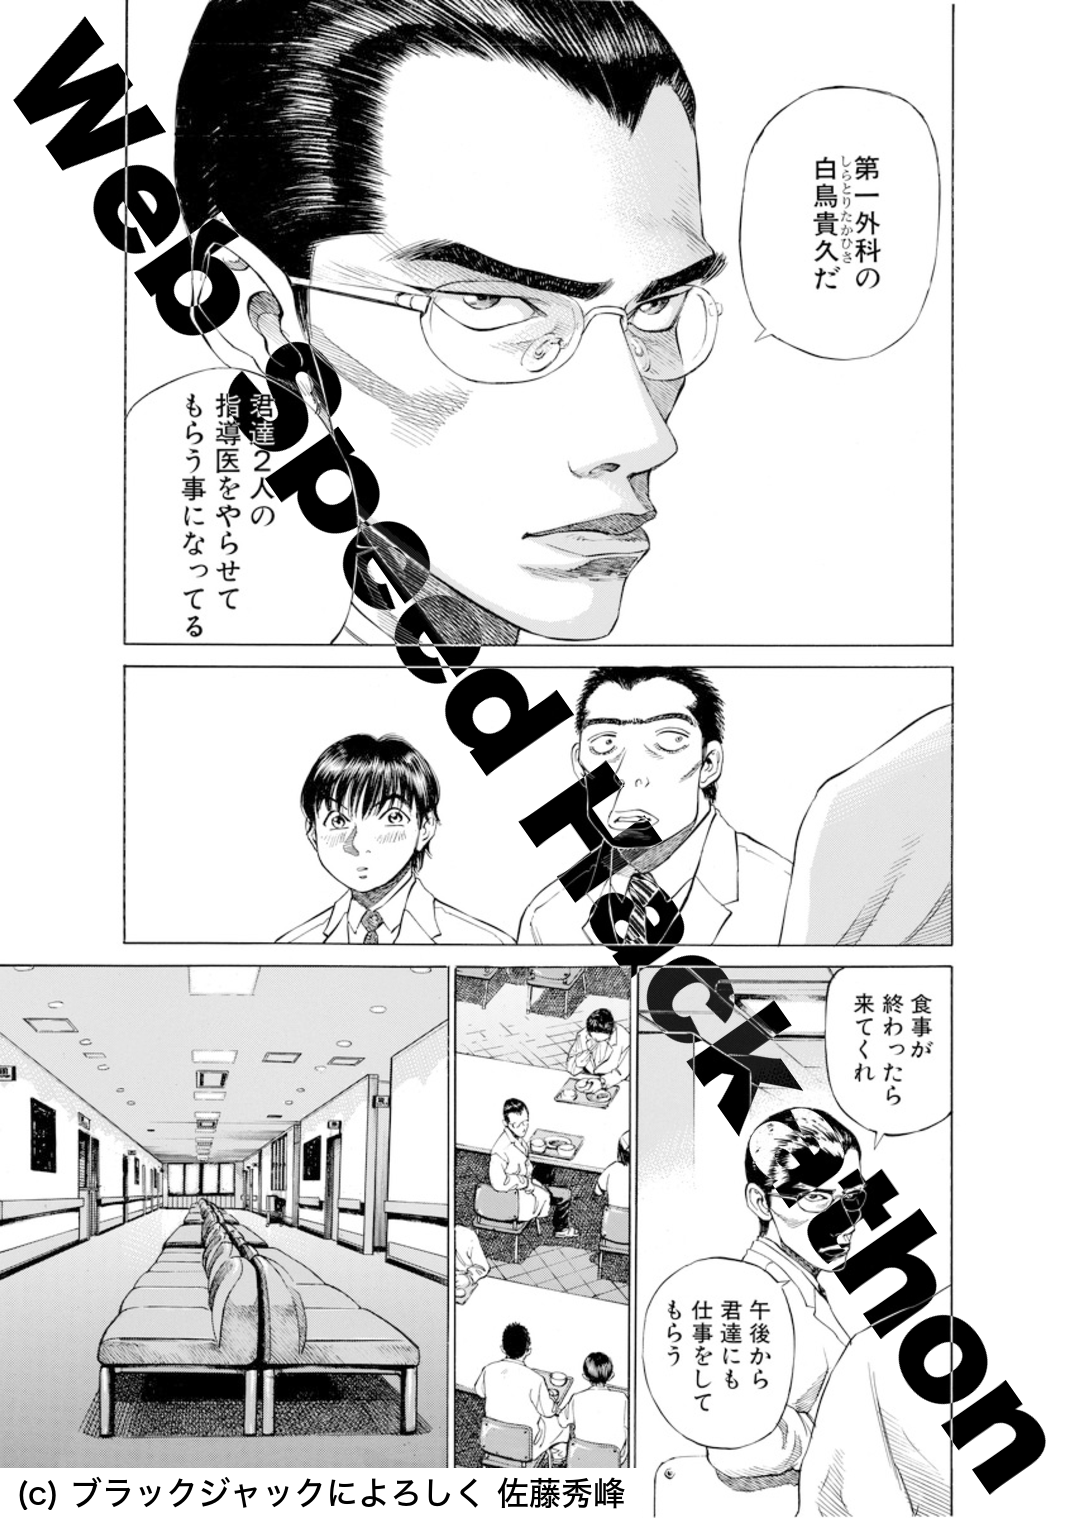 第一外科の
白鳥貴久だ
しらとりたかひさ
君達2人の
指導医をやらせて
もらう事になってる
食事が
終わったら
来てくれ
午後から
君達にも
仕事をして
もらう
Web Speed Hackathon
(c) ブラックジャックによろしく 佐藤秀峰